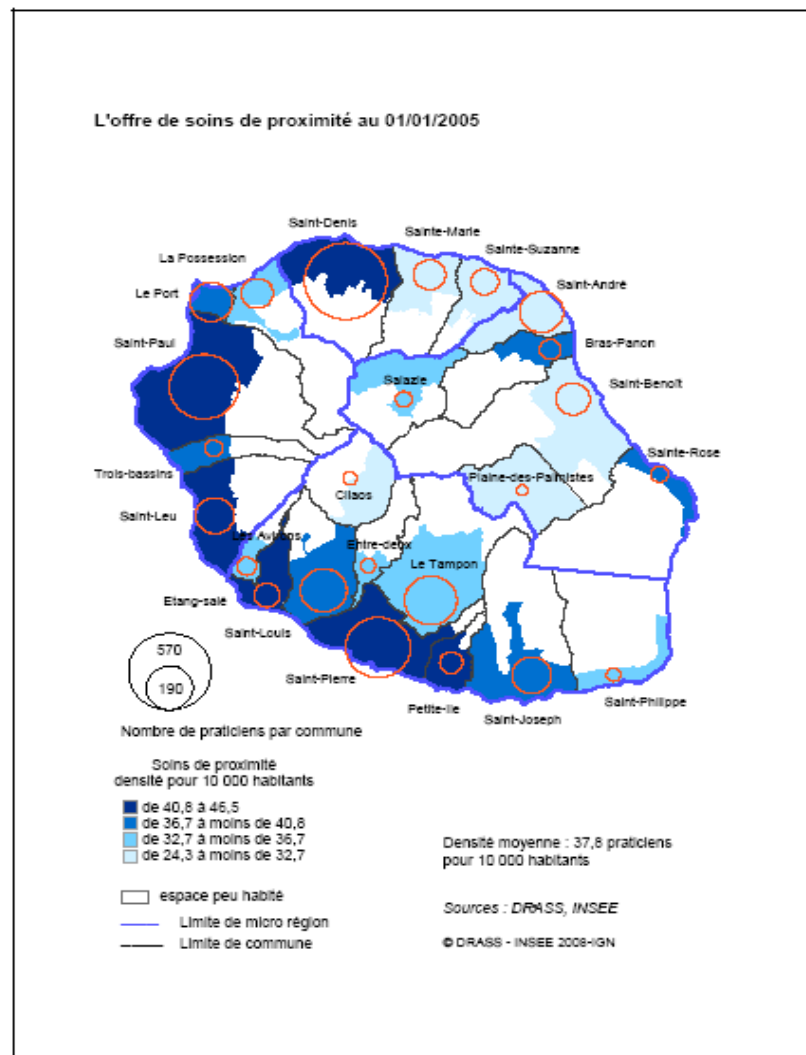 L'offre de soins de proximité au 01/01/2005
Saint-Denis
Sainte-Marie
Sainte-Suzanne
La Possession
Saint-André
Le Port
Saint-Paul
Bras-Panon
Salazie
Saint-Benoît
Sainte-Rose
Trois-bassins
Plaine-des-Palmistes
Cilaos
Saint-Leu
Les Avirons
Entre-deux
Le Tampon
Etang-salé
Saint-Louis
Saint-Pierre
Petite-Ile
Saint-Joseph
Saint-Philippe
570
190
Nombre de praticiens par commune
Soins de proximité
densité pour 10 000 habitants
de 40,8 à 46,5
de 36,7 à moins de 40,8
de 32,7 à moins de 36,7
de 24,3 à moins de 32,7
Densité moyenne : 37,8 praticiens
pour 10 000 habitants
espace peu habité
Limite de micro région
Limite de commune
Sources : DRASS, INSEE
© DRASS - INSEE 2008-IGN